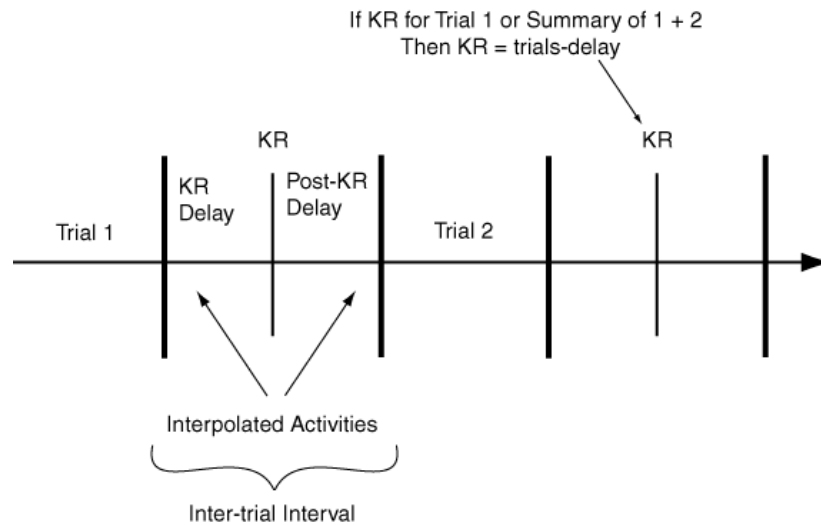 If KR for Trial 1 or Summary of 1 + 2
Then KR = trials-delay
KR
KR
KR
Delay
Post-KR
Delay
Trial 1
Trial 2
Interpolated Activities
Inter-trial Interval